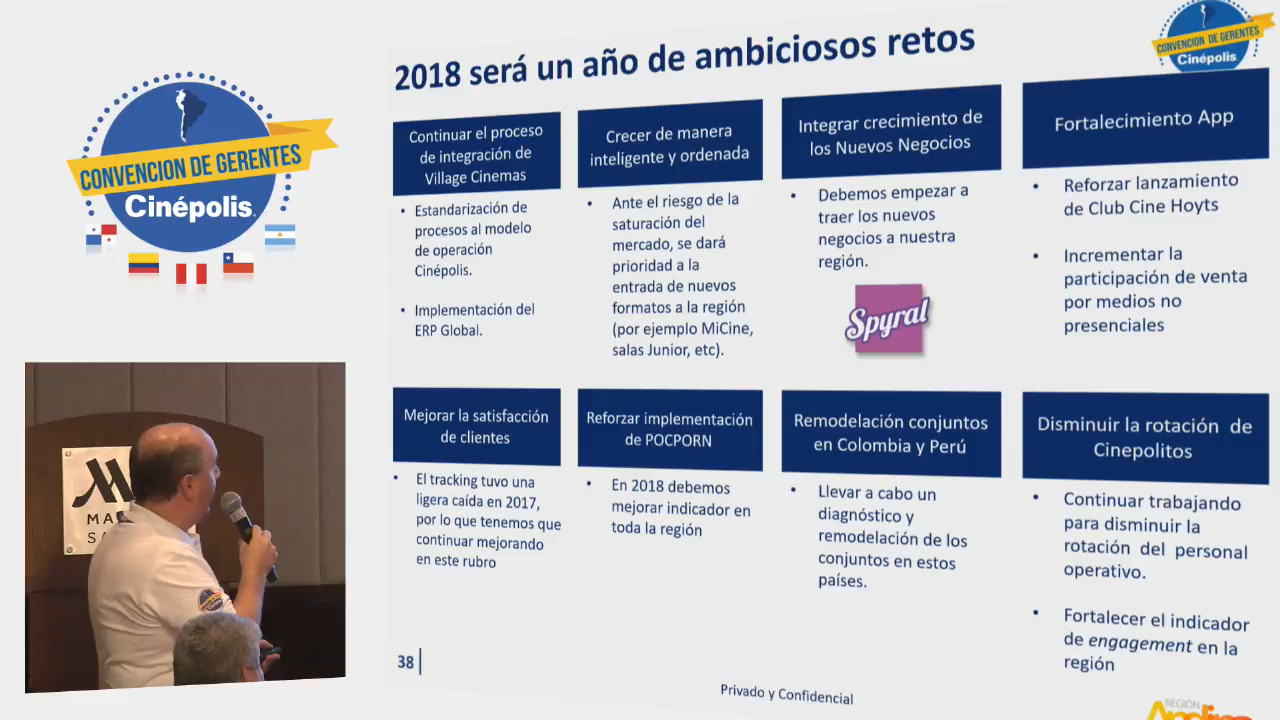 CONVENCION DE GERENTES
Cinépolis
2018 será un año de ambiciosos retos
CONVENCION DE GERENTES
Cinépolis
Continuar el proceso
de integración de
Village Cinemas
• Estandarización de
procesos al modelo
de operación
Cinépolis.
• Implementación del
ERP Global.
Crecer de manera
inteligente y ordenada
• Ante el riesgo de la
saturación del
mercado, se dará
prioridad a la
entrada de nuevos
formatos a la región
(por ejemplo MiCine,
salas Junior, etc).
Integrar crecimiento de
los Nuevos Negocios
• Debemos empezar a
traer los nuevos
negocios a nuestra
región.
Spyral
Fortalecimiento App
• Reforzar lanzamiento
de Club Cine Hoyts
• Incrementar la
participación de venta
por medios no
presenciales
Mejorar la satisfacción
de clientes
• El tracking tuvo una
ligera caída en 2017,
por lo que tenemos que
continuar mejorando
en este rubro
Reforzar implementación
de POCPORN
• En 2018 debemos
mejorar indicador en
toda la región
Remodelación conjuntos
en Colombia y Perú
• Llevar a cabo un
diagnóstico y
remodelación de los
conjuntos en estos
países.
Disminuir la rotación de
Cinepolitos
• Continuar trabajando
para disminuir la
rotación del personal
operativo.
• Fortalecer el indicador
de engagement en la
región
38
Privado y Confidencial
REGION